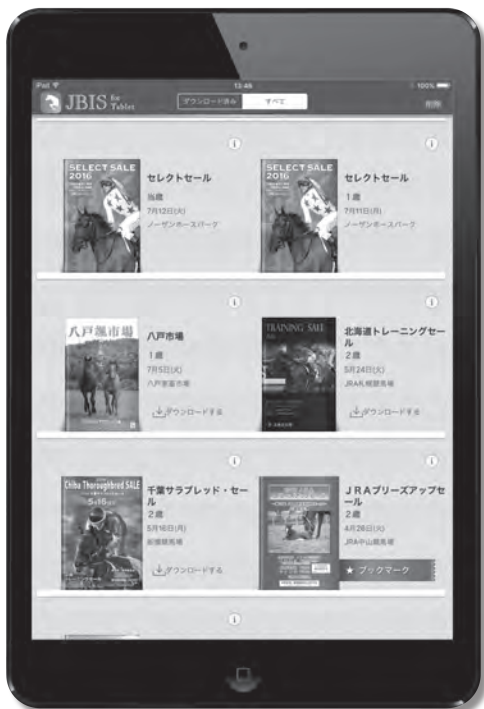 iPad
13:46
100%
JBIS for Tablet
ダウンロード済み
すべて
削除
SELECT SALE
2016
セレクトセール
当歳
7月12日(火)
ノーザンホースパーク
SELECT SALE
2016
セレクトセール
1歳
7月11日(月)
ノーザンホースパーク
八戸市場
八戸市場
1歳
7月5日(火)
八戸家畜市場
ダウンロードする
TRAINING SALE
北海道トレーニングセー
ル
2歳
5月24日(火)
JRA札幌競馬場
ダウンロードする
Chiba Thoroughbred SALE
千葉サラブレッド・セー
ル
2歳
5月16日(月)
船橋競馬場
ダウンロードする
JRAブリーズアップセ
ール
2歳
4月26日(火)
JRA中山競馬場
★ ブックマーク